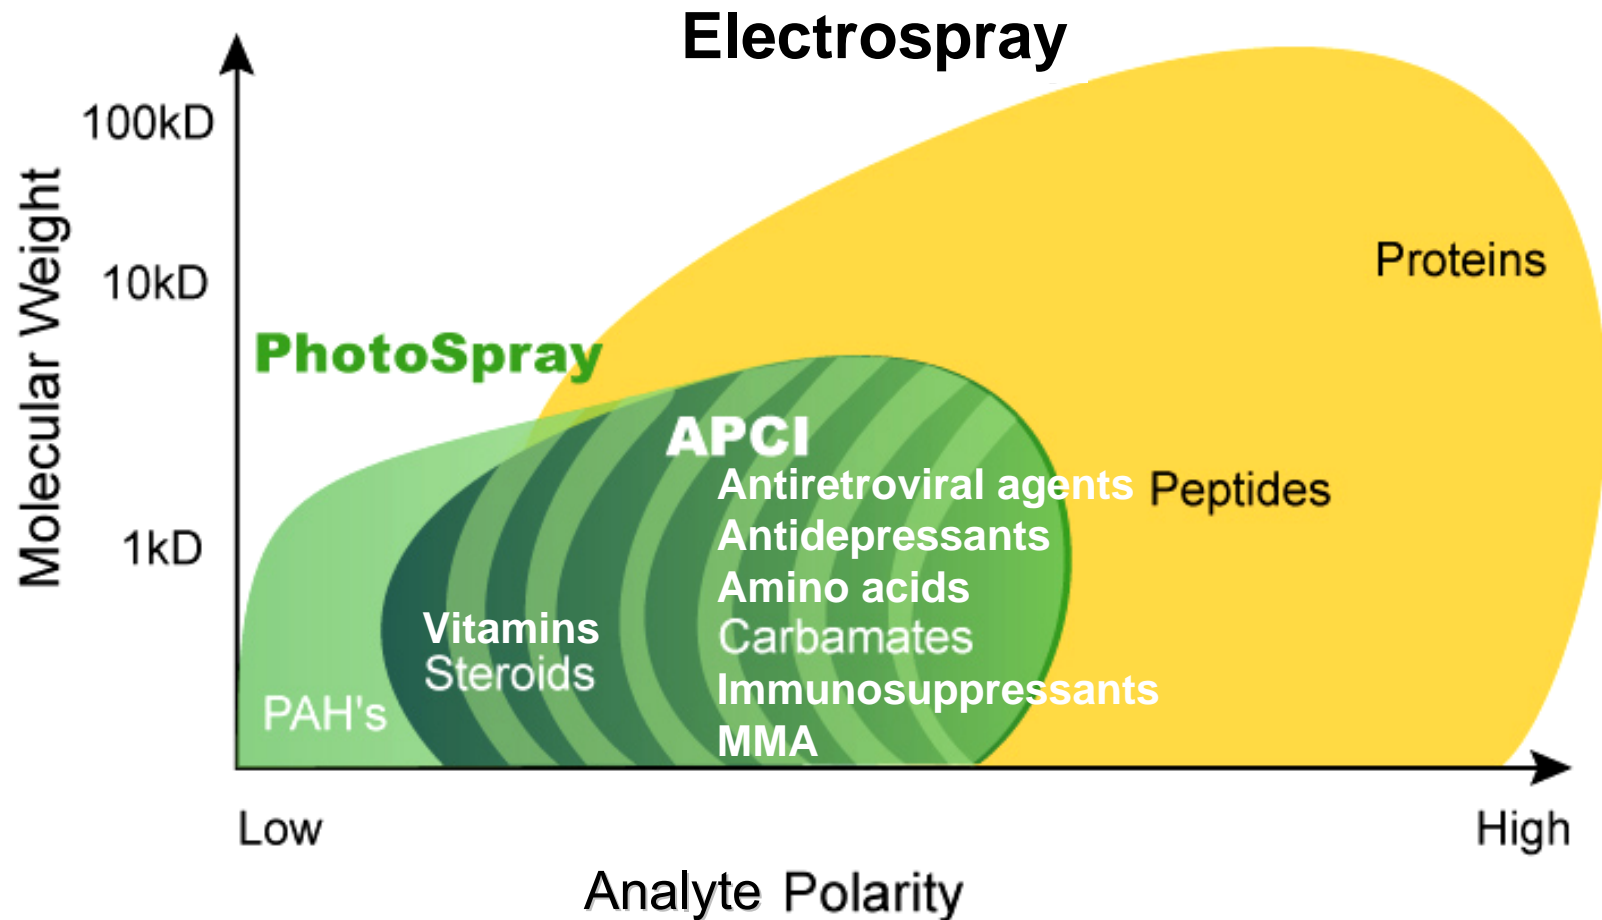 Electrospray
100kD
Molecular Weight
Proteins
10kD
PhotoSpray
APCI
Antiretroviral agents
Peptides
Antidepressants
1kD
Amino acids
Vitamins
Carbamates
Steroids
Immunosuppressants
PAH's
MMA
Low
High
Analyte Polarity